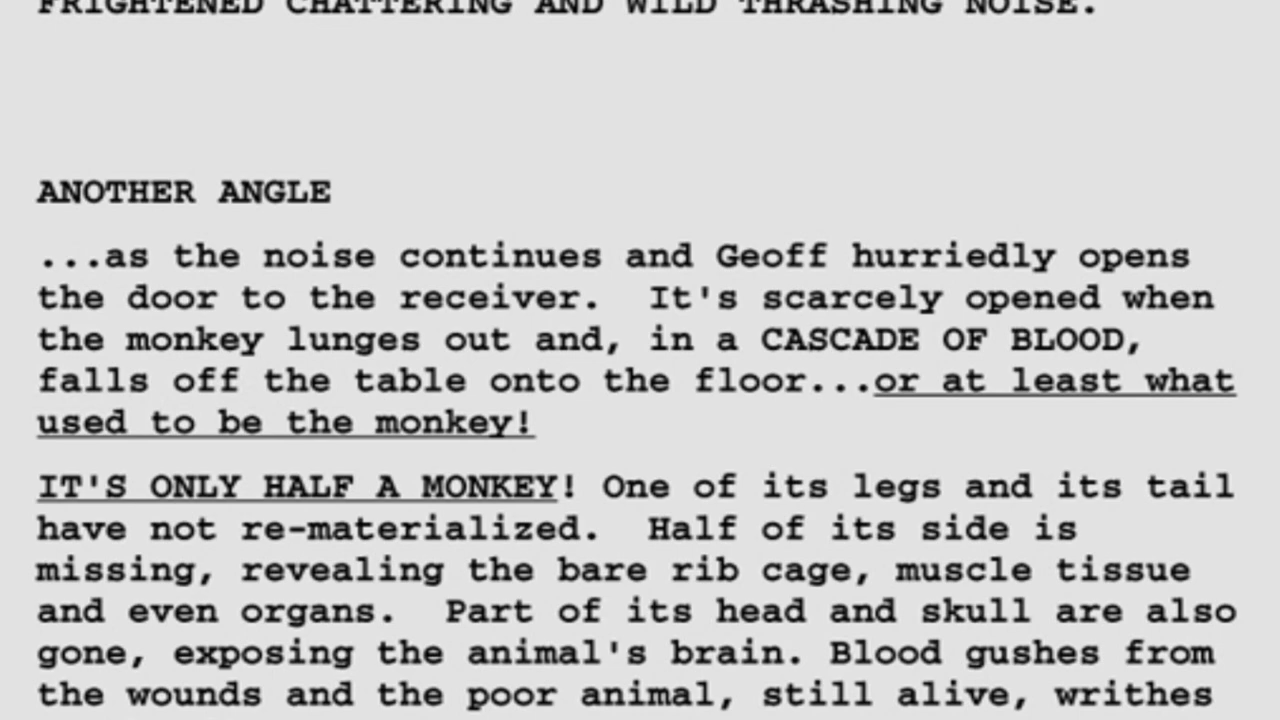 FRIGHTENED CHATTERING AND WILD THRASHING NOISE.
ANOTHER ANGLE
...as the noise continues and Geoff hurriedly opens
the door to the receiver.  It's scarcely opened when
the monkey lunges out and, in a CASCADE OF BLOOD,
falls off the table onto the floor...or at least what
used to be the monkey!
IT'S ONLY HALF A MONKEY! One of its legs and its tail
have not re-materialized.  Half of its side is
missing, revealing the bare rib cage, muscle tissue
and even organs.  Part of its head and skull are also
gone, exposing the animal's brain. Blood gushes from
the wounds and the poor animal, still alive, writhes